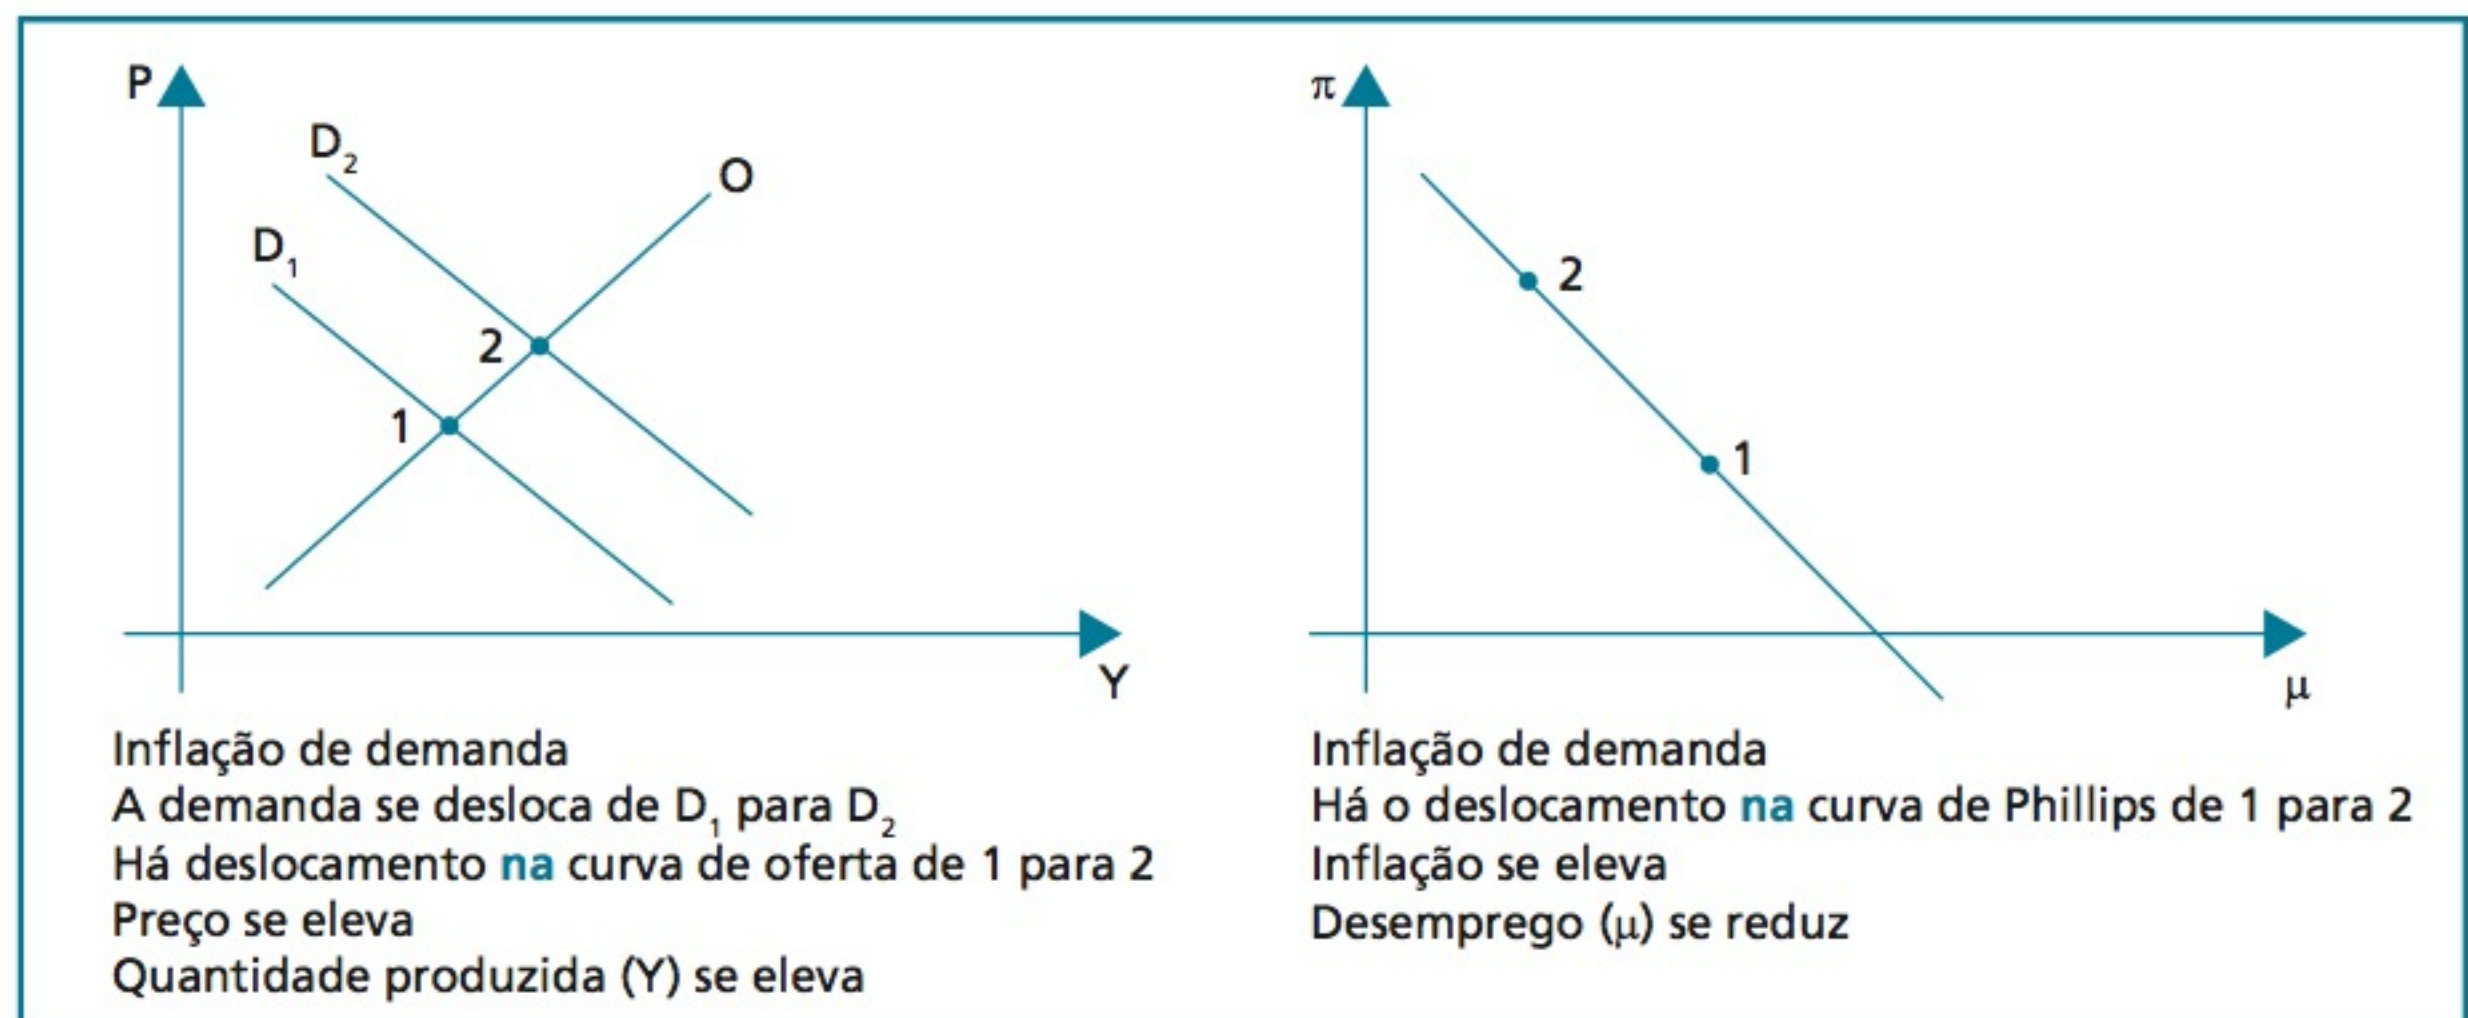 P
D₂
O
D₁
2
1
Y
Inflação de demanda
A demanda se desloca de D₁ para D₂
Há deslocamento na curva de oferta de 1 para 2
Preço se eleva
Quantidade produzida (Y) se eleva
π
2
1
μ
Inflação de demanda
Há o deslocamento na curva de Phillips de 1 para 2
Inflação se eleva
Desemprego (μ) se reduz